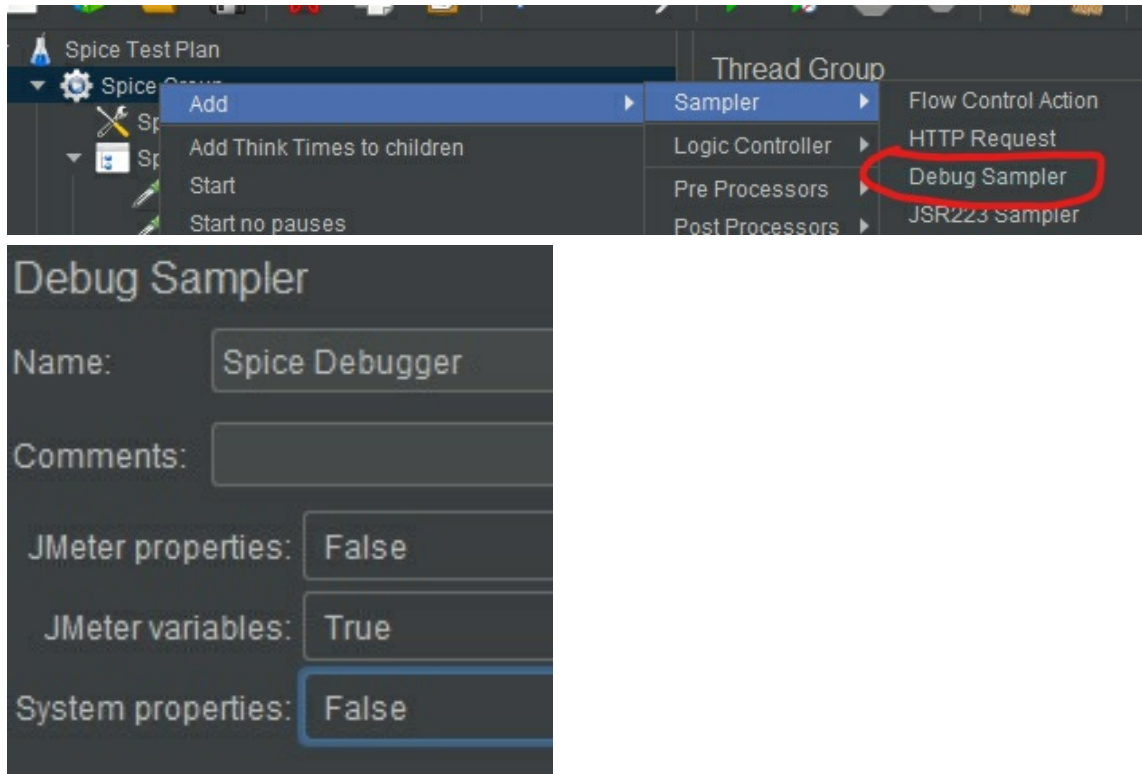 Spice Test Plan
Thread Group
Spice Group
Add
Sampler
Flow Control Action
Sp
HTTP Request
Add Think Times to children
Logic Controller
Sp
Debug Sampler
Start
Pre Processors
JSR223 Sampler
Start no pauses
Post Processors
Debug Sampler
Name: Spice Debugger
Comments:
JMeter properties: False
JMeter variables: True
System properties: False